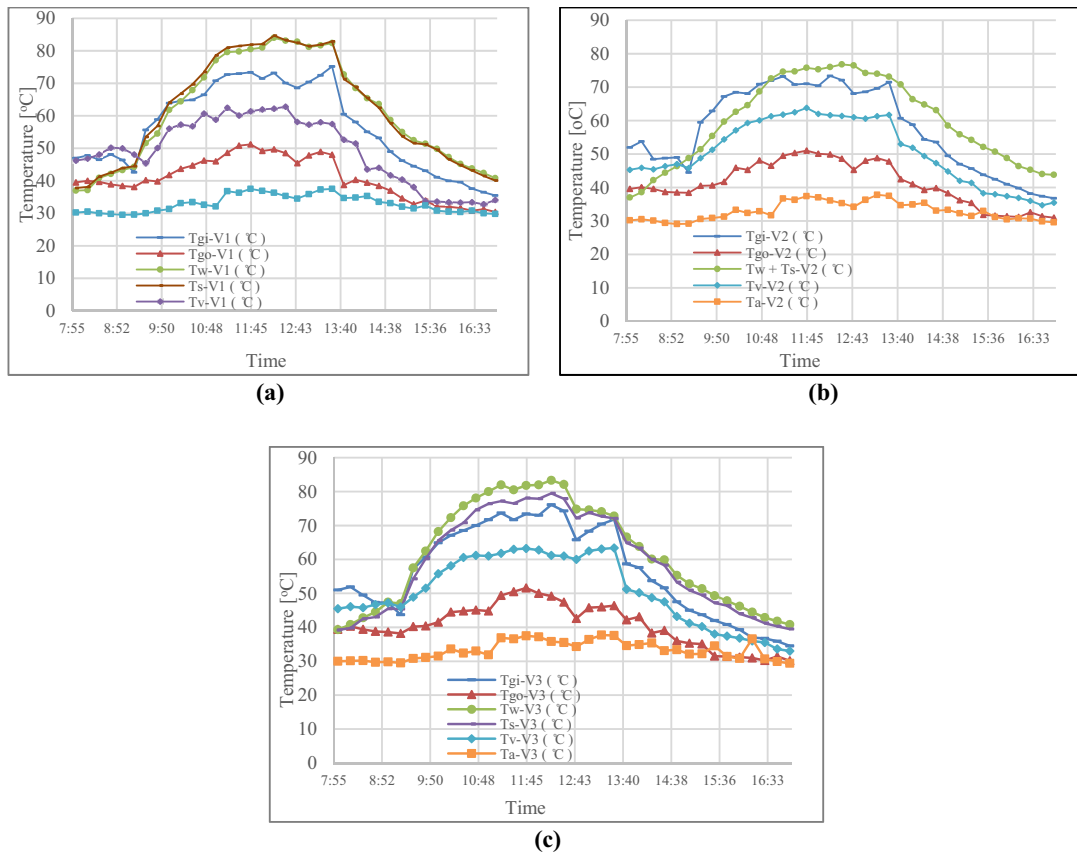 90
80
70
60
50
40
30
20
10
0
Temperature [°C]
Tgi-V1 ( ℃ )
Tgo-V1 ( ℃ )
Tw-V1 ( ℃ )
Ts-V1 ( ℃ )
Tv-V1 ( ℃ )
7:55 8:52 9:50 10:48 11:45 12:43 13:40 14:38 15:36 16:33
Time
(a)
90
80
70
60
50
40
30
20
10
0
Temperature [oC]
Tgi-V2 ( ℃ )
Tgo-V2 ( ℃ )
Tw + Ts-V2 ( ℃ )
Tv-V2 ( ℃ )
Ta-V2 ( ℃ )
7:55 8:52 9:50 10:48 11:45 12:43 13:40 14:38 15:36 16:33
Time
(b)
90
80
70
60
50
40
30
20
10
0
Temperature [°C]
Tgi-V3 ( ℃ )
Tgo-V3 ( ℃ )
Tw-V3 ( ℃ )
Ts-V3 ( ℃ )
Tv-V3 ( ℃ )
Ta-V3 ( ℃ )
7:55 8:52 9:50 10:48 11:45 12:43 13:40 14:38 15:36 16:33
Time
(c)